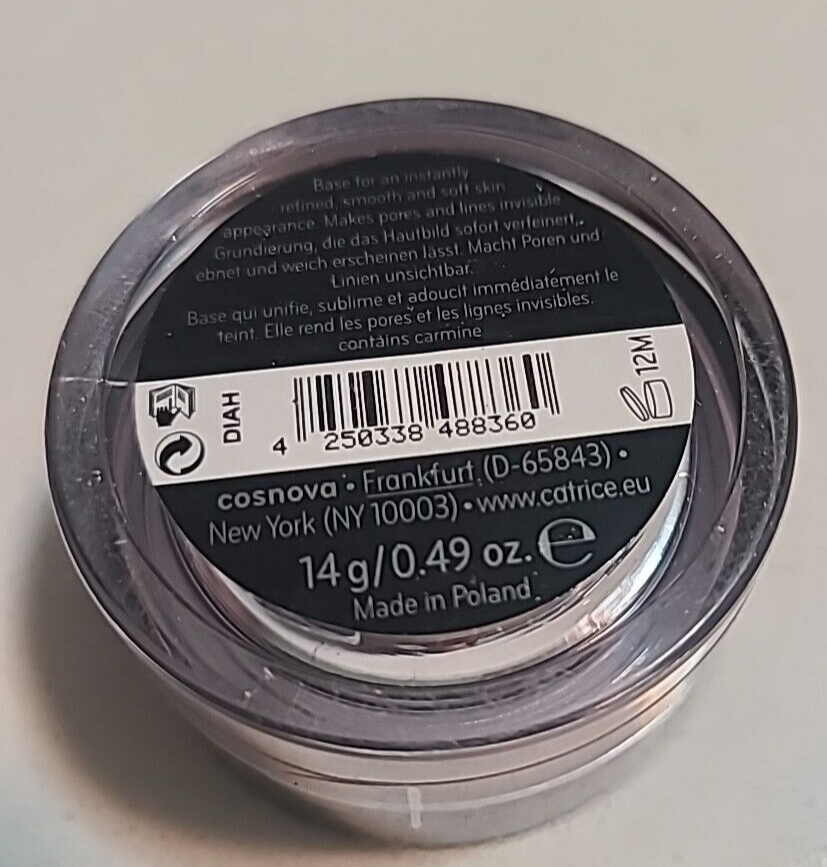 Base for an instantly
refined, smooth and soft skin
appearance. Makes pores and lines invisible.
Grundierung, die das Hautbild sofort verfeinert,
ebnet und weich erscheinen lässt. Macht Poren und
Linien unsichtbar.
Base qui unifie, sublime et adoucit immédiatement le
teint. Elle rend les pores et les lignes invisibles.
contains carmine
DIAH
4 250338 488360
12M
cosnova • Frankfurt (D-65843) •
New York (NY 10003) • www.catrice.eu
14 g/0.49 oz. e
Made in Poland.